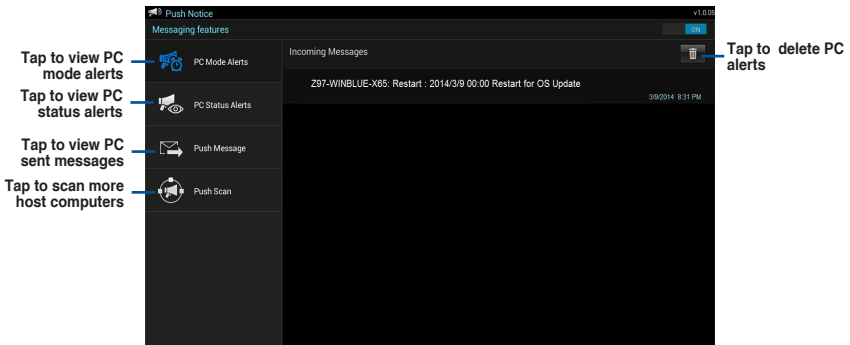 Push Notice
v1.0.05
Messaging features
ON
Tap to view PC
mode alerts
PC Mode Alerts
Incoming Messages
Tap to delete PC
alerts
Z97-WINBLUE-X65: Restart : 2014/3/9 00:00 Restart for OS Update
3/9/2014 8:31 PM
Tap to view PC
status alerts
PC Status Alerts
Tap to view PC
sent messages
Push Message
Tap to scan more
host computers
Push Scan